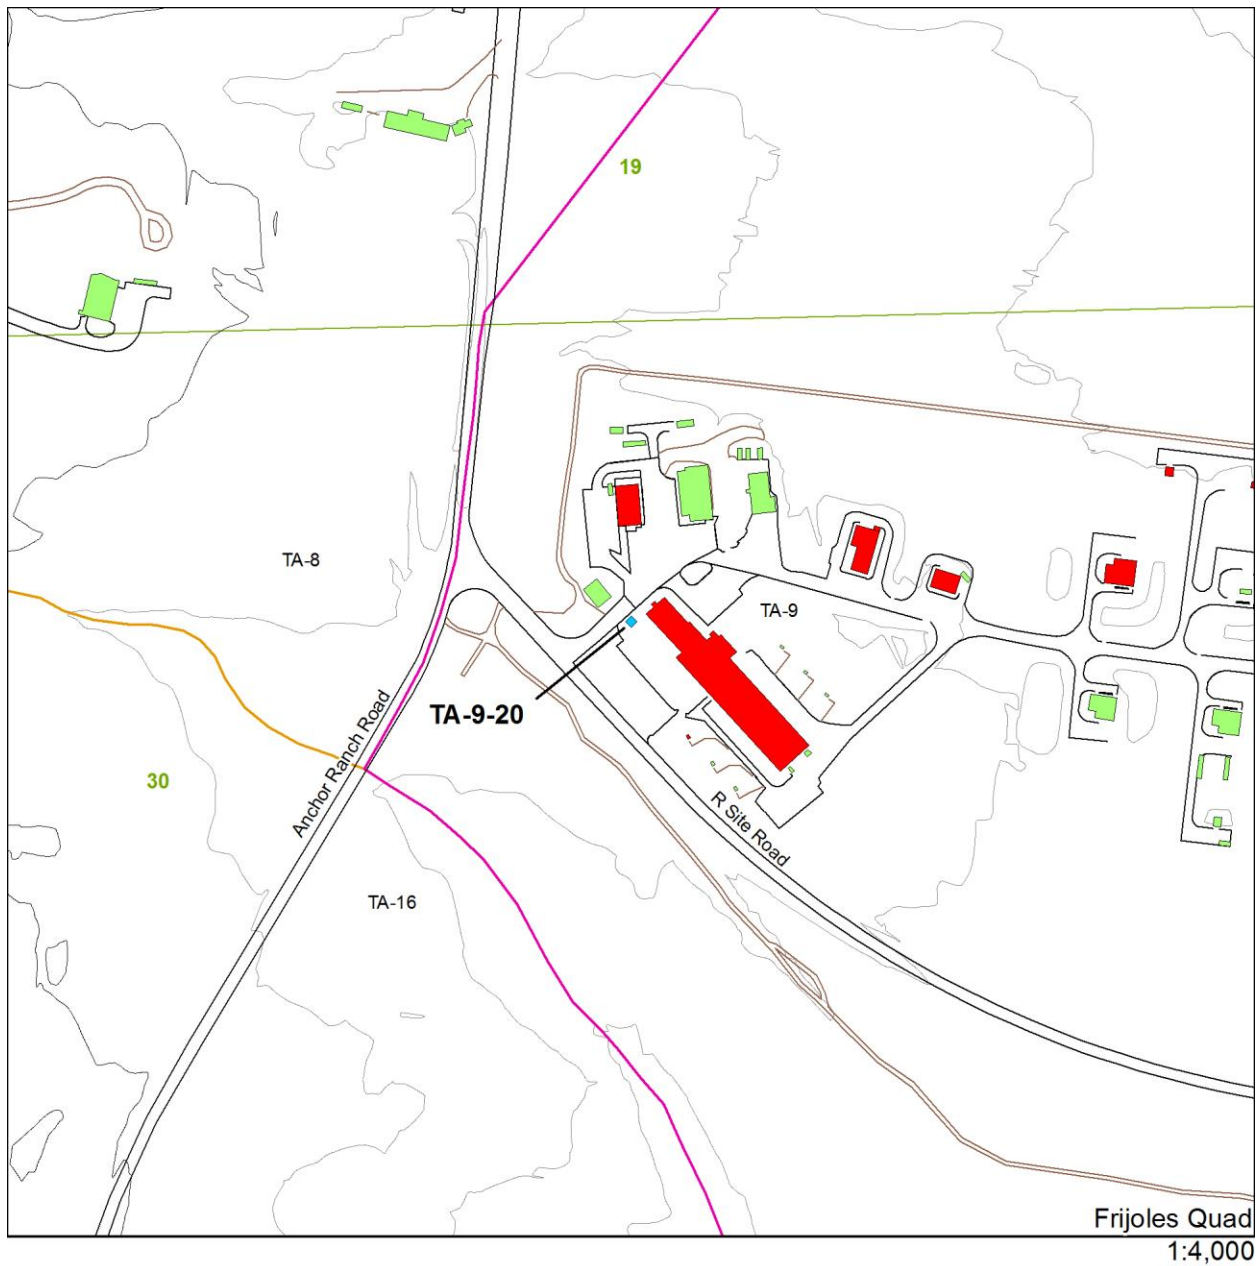 19
TA-8
TA-9
TA-9-20
Anchor Ranch Road
30
R Site Road
TA-16
Frijoles Quad
1:4,000